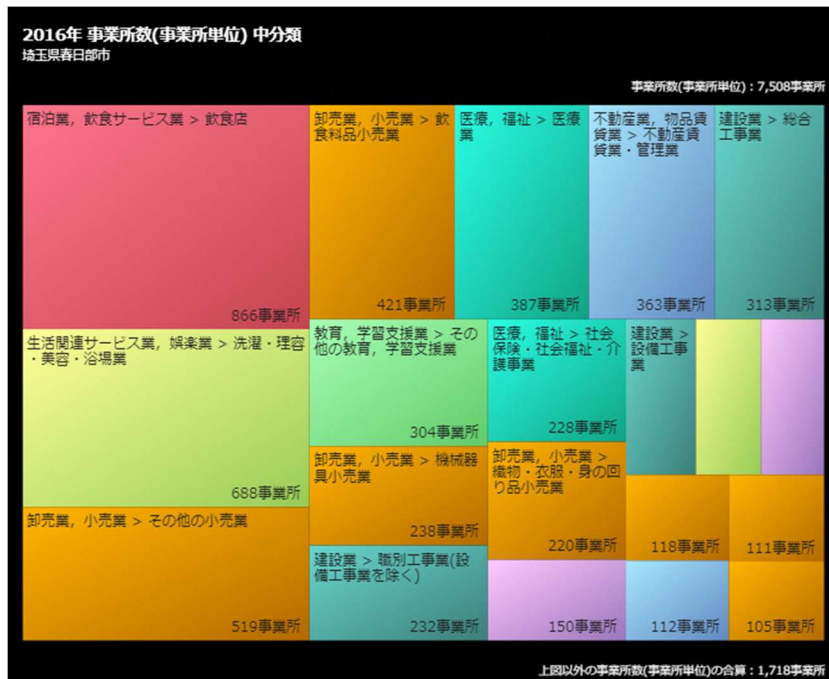 2016年 事業所数(事業所単位) 中分類
埼玉県春日部市
事業所数(事業所単位)：7,508事業所
宿泊業，飲食サービス業 > 飲食店
866事業所
生活関連サービス業，娯楽業 > 洗濯・理容
・美容・浴場業
688事業所
卸売業，小売業 > その他の小売業
519事業所
卸売業，小売業 > 飲
食料品小売業
421事業所
医療，福祉 > 医療
業
387事業所
不動産業，物品賃
貸業 > 不動産賃
貸業・管理業
363事業所
建設業 > 総合
工事業
313事業所
教育，学習支援業 > その
他の教育，学習支援業
304事業所
卸売業，小売業 > 機械器
具小売業
238事業所
建設業 > 職別工事業(設
備工事業を除く)
232事業所
医療，福祉 > 社会
保険・社会福祉・介
護事業
228事業所
卸売業，小売業 >
織物・衣服・身の回
り品小売業
220事業所
150事業所
建設業 >
設備工事
業
118事業所
111事業所
112事業所
105事業所
上図以外の事業所数(事業所単位)の合算：1,718事業所